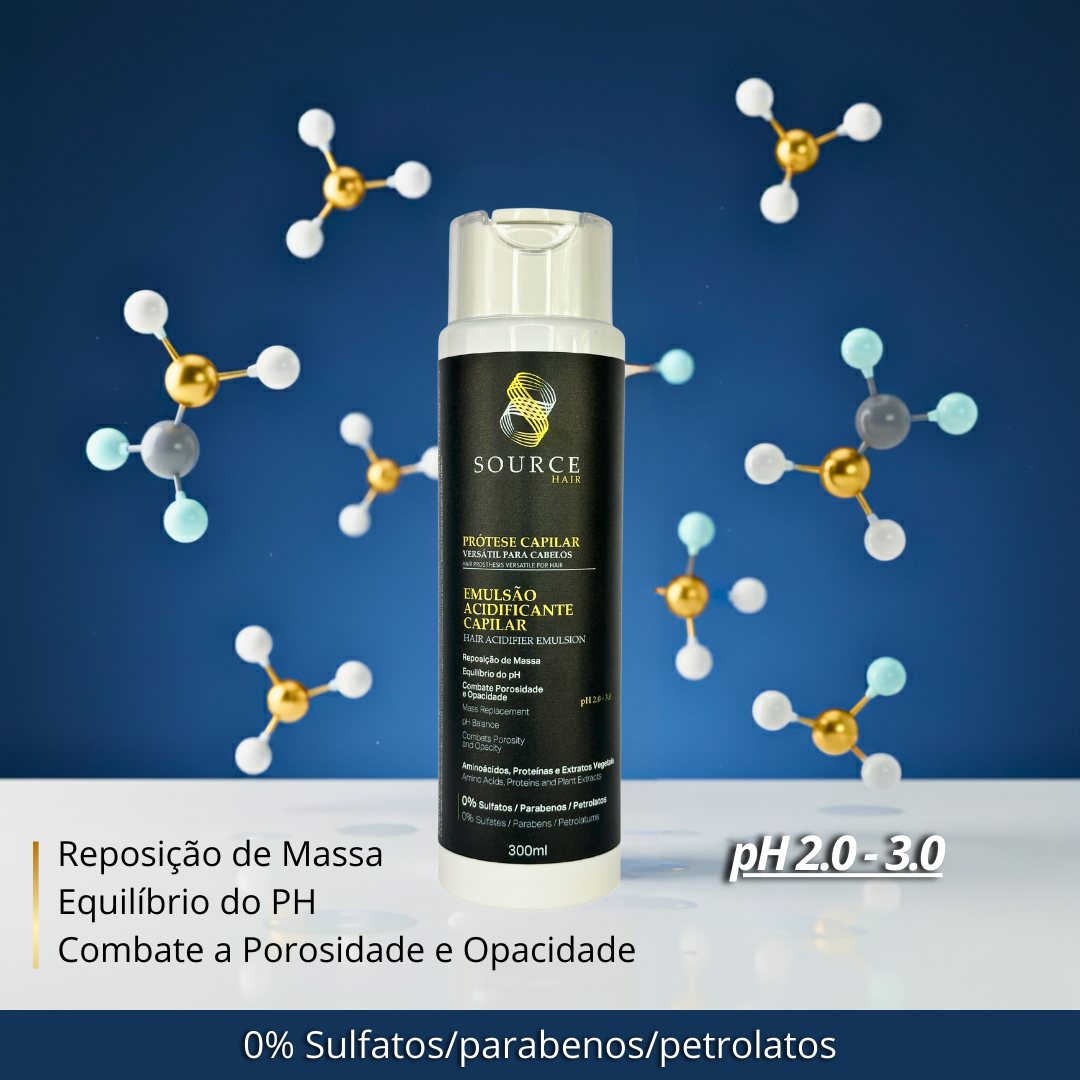 SOURCE
HAIR
PRÓTESE CAPILAR
VERSÁTIL PARA CABELOS
HAIR PROSTHESIS VERSATILE FOR HAIR
EMULSÃO
ACIDIFICANTE
CAPILAR
HAIR ACIDIFIER EMULSION
Reposição de Massa
Equilíbrio do pH
Combate Porosidade
e Opacidade
pH 2.0 - 3.0
Mass Replacement
pH Balance
Combats Porosity
and Opacity
Aminoácidos, Proteínas e Extratos Vegetais
Amino Acids, Proteins and Plant Extracts
0% Sulfatos / Parabenos / Petrolatos
0% Sulfates / Parabens / Petrolatums
300ml
Reposição de Massa
Equilíbrio do PH
Combate a Porosidade e Opacidade
pH 2.0 - 3.0
0% Sulfatos/parabenos/petrolatos